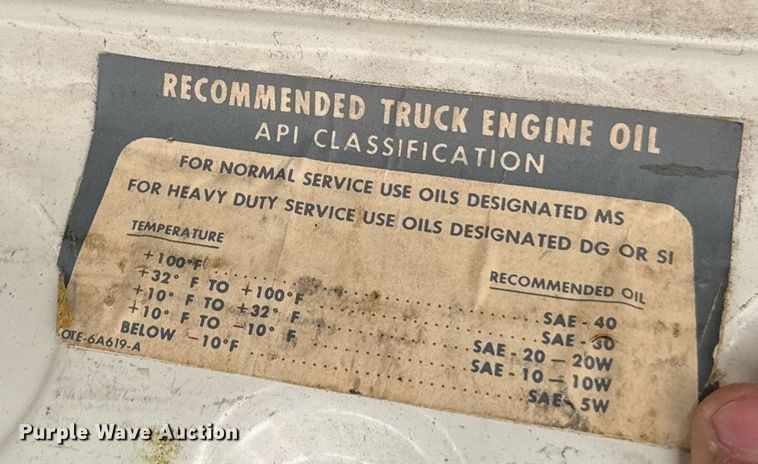 RECOMMENDED TRUCK ENGINE OIL
API CLASSIFICATION
FOR NORMAL SERVICE USE OILS DESIGNATED MS
FOR HEAVY DUTY SERVICE USE OILS DESIGNATED DG OR SI
TEMPERATURE RECOMMENDED OIL
+100°F SAE - 40
+32° F TO +100°F SAE - 30
+10° F TO +32° F SAE - 20 — 20W
+10° F TO —10° F SAE - 10 — 10W
BELOW —10°F SAE - 5W
OTE-6A619-A
Purple Wave Auction